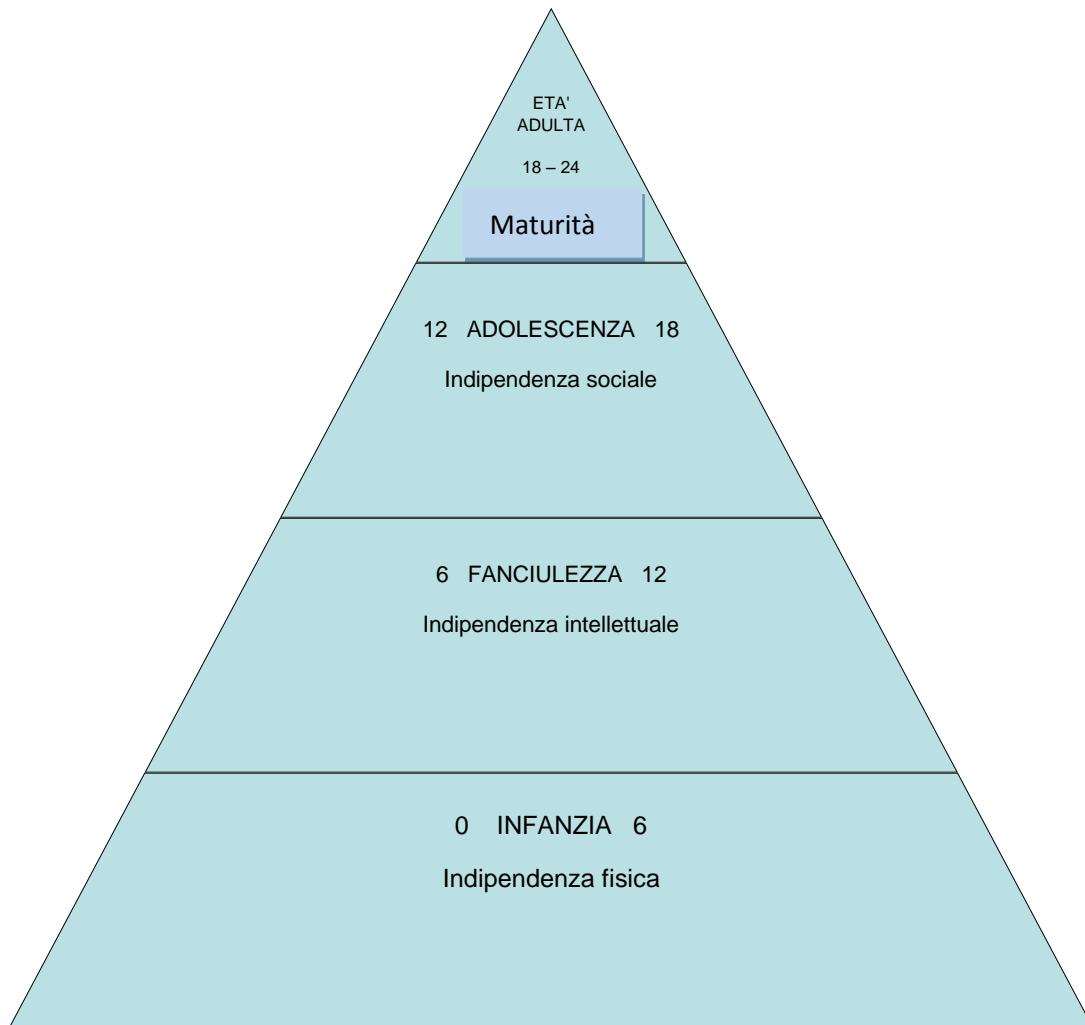 ETA'
ADULTA
18 – 24
Maturità
12 ADOLESCENZA 18
Indipendenza sociale
6 FANCIULEZZA 12
Indipendenza intellettuale
0 INFANZIA 6
Indipendenza fisica